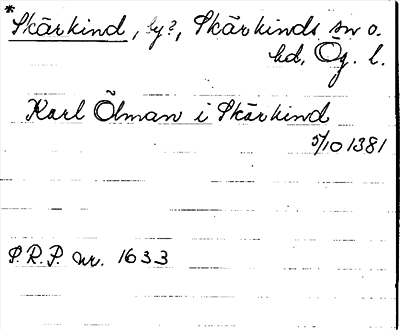 *Skärkind, by?, Skärkinds sn o.
hd, Ög. l.
Karl Ölman i Skärkind
5/10 1381
S.R.P. nr. 1633